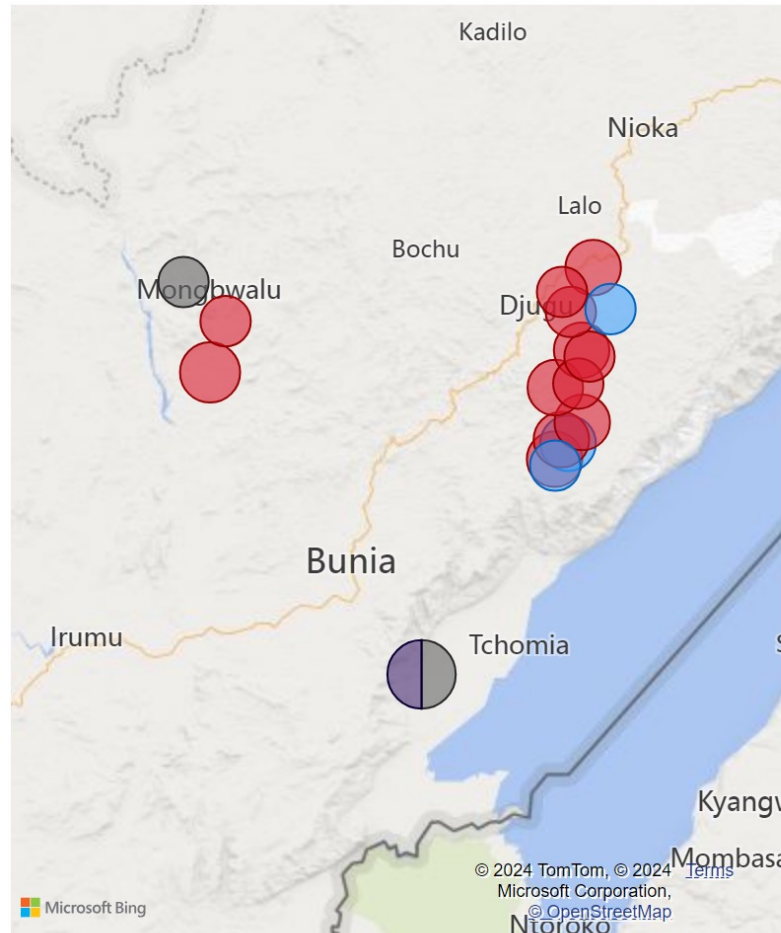 Kadilo
Nioka
Lalo
Bochu
Mongbwalu
Djugu
Bunia
Irumu
Tchomia
Kyangw
Mombasa
© 2024 TomTom, © 2024 Terms
Microsoft Corporation,
© OpenStreetMap
Microsoft Bing
Ntoroko